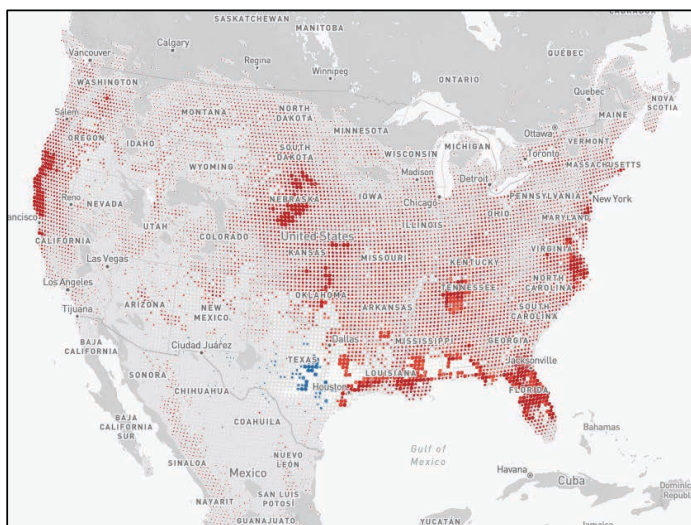 SASKATCHEWAN
MANITOBA
Calgary
Vancouver
Regina
Winnipeg
ONTARIO
QUÉBEC
WASHINGTON
Quebec
NOVA
SCOTIA
MONTANA
NORTH
DAKOTA
MAINE
Salem
MINNESOTA
Ottawa
OREGON
IDAHO
SOUTH
DAKOTA
VERMONT
WISCONSIN
MICHIGAN
Toronto
MASSACHUSETTS
WYOMING
Madison
Detroit
NEBRASKA
IOWA
Chicago
New York
PENNSYLVANIA
Reno
NEVADA
OHIO
MARYLAND
ncisco
UTAH
COLORADO
United States
ILLINOIS
CALIFORNIA
KANSAS
MISSOURI
KENTUCKY
VIRGINIA
Las Vegas
TENNESSEE
NORTH
CAROLINA
Los Angeles
OKLAHOMA
ARIZONA
NEW
MEXICO
ARKANSAS
SOUTH
CAROLINA
Tijuana
Dallas
MISSISSIPP
GEORGIA
BAJA
CALIFORNIA
Ciudad Juárez
TEXAS
Jacksonville
SONORA
Houston
LOUISIANA
FLORIDA
CHIHUAHUA
BAJA
CALIFORNIA
SUR
COAHUILA
Bahamas
Gulf of
Mexico
NUEVO
LEÓN
SINALOA
Mexico
Havana
Cuba
Dominic
Republ
NAYARIT
SAN LUIS
POTOSÍ
GUANAJUATO
YUCATÁN